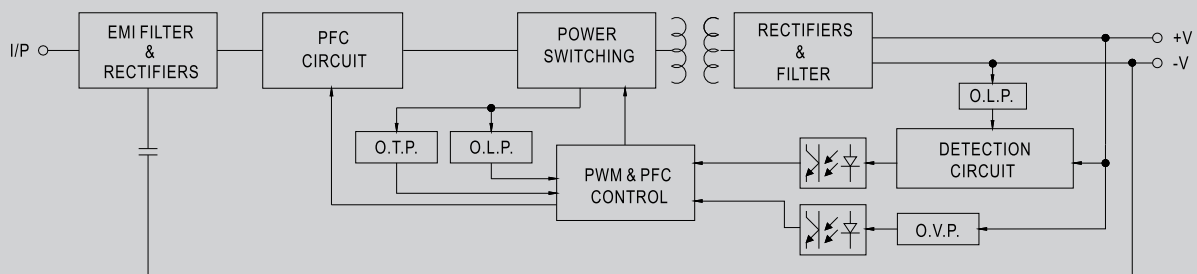 I/P
EMI FILTER
&
RECTIFIERS
PFC
CIRCUIT
POWER
SWITCHING
RECTIFIERS
&
FILTER
+V
-V
O.L.P.
O.T.P.
O.L.P.
PWM & PFC
CONTROL
DETECTION
CIRCUIT
O.V.P.